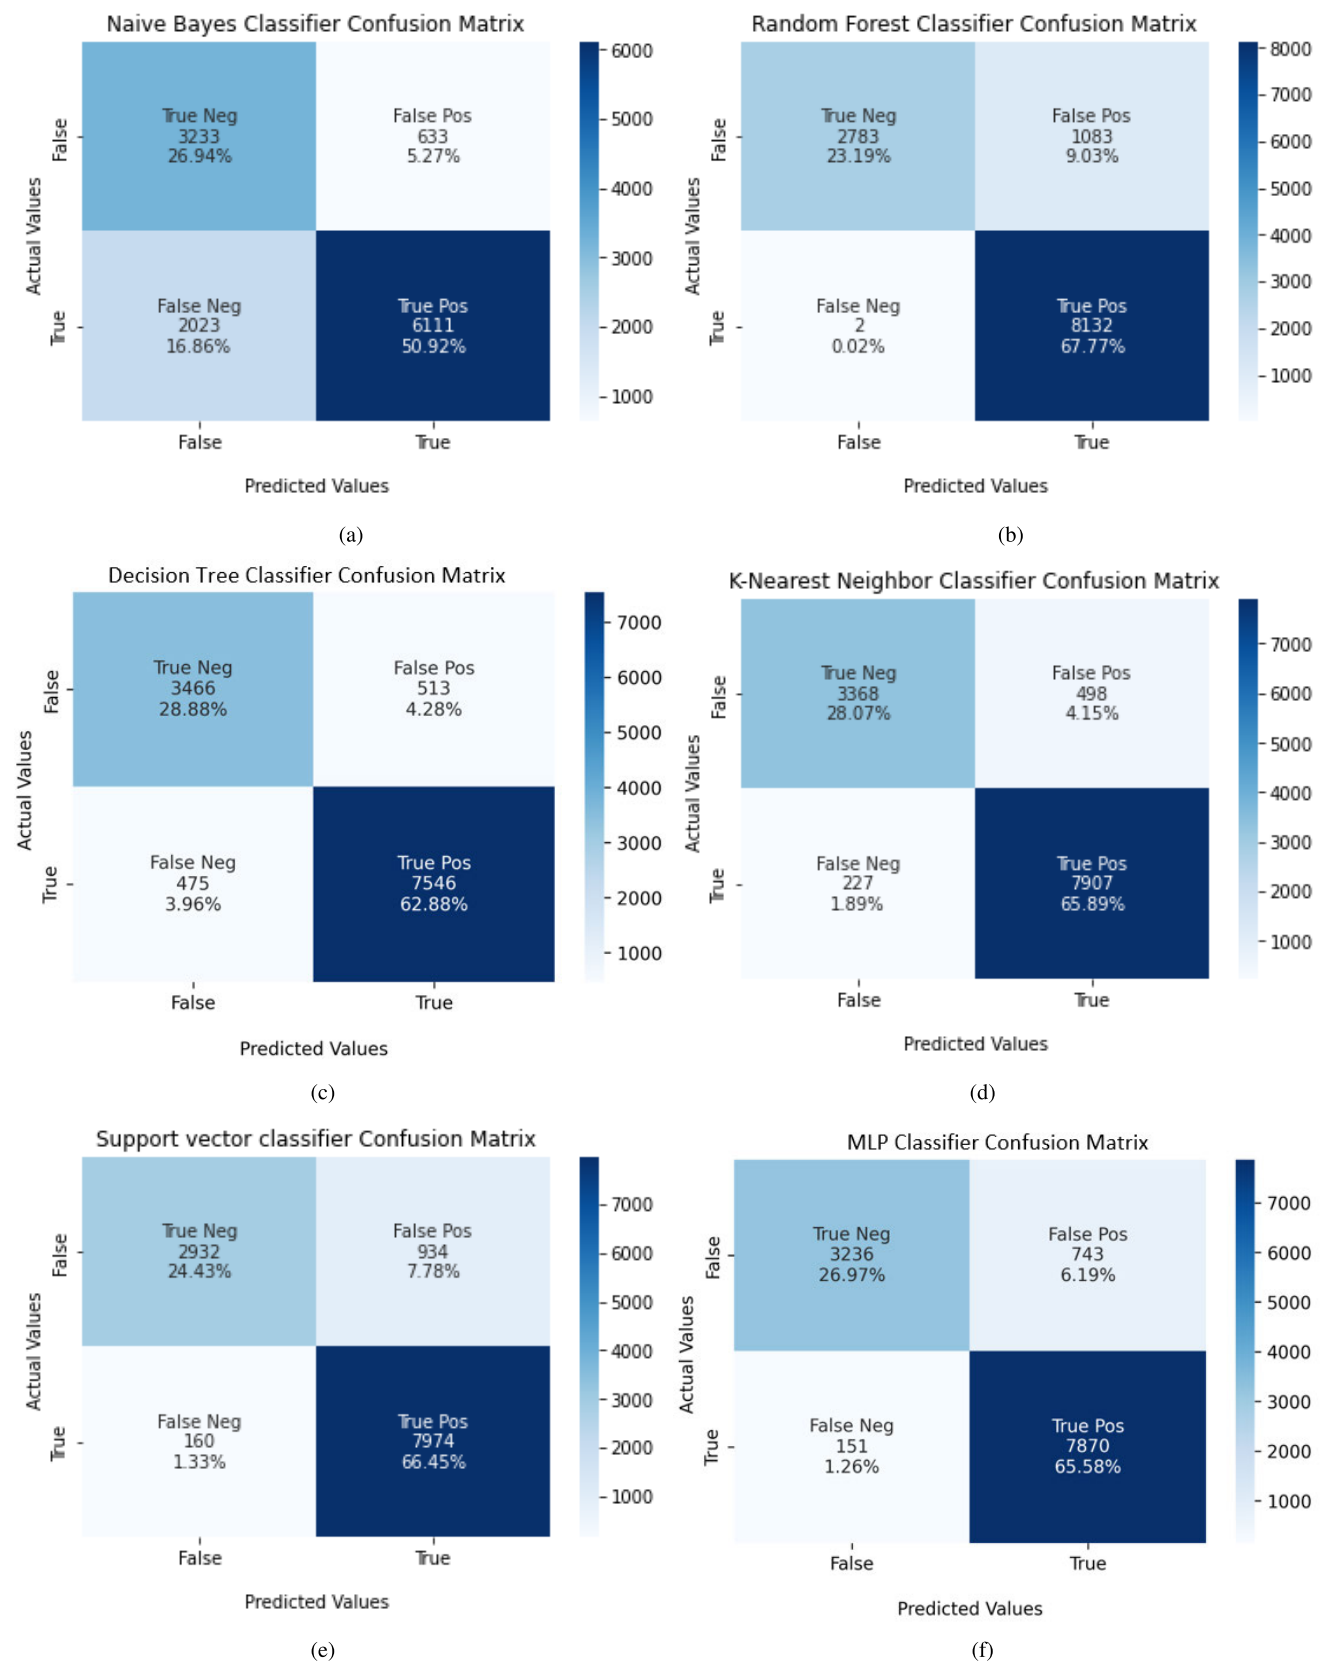 Naive Bayes Classifier Confusion Matrix
Actual Values
False
True
True Neg
3233
26.94%
False Pos
633
5.27%
False Neg
2023
16.86%
True Pos
6111
50.92%
False
True
Predicted Values
6000
5000
4000
3000
2000
1000
(a)
Random Forest Classifier Confusion Matrix
Actual Values
False
True
True Neg
2783
23.19%
False Pos
1083
9.03%
False Neg
2
0.02%
True Pos
8132
67.77%
False
True
Predicted Values
8000
7000
6000
5000
4000
3000
2000
1000
(b)
Decision Tree Classifier Confusion Matrix
Actual Values
False
True
True Neg
3466
28.88%
False Pos
513
4.28%
False Neg
475
3.96%
True Pos
7546
62.88%
False
True
Predicted Values
7000
6000
5000
4000
3000
2000
1000
(c)
K-Nearest Neighbor Classifier Confusion Matrix
Actual Values
False
True
True Neg
3368
28.07%
False Pos
498
4.15%
False Neg
227
1.89%
True Pos
7907
65.89%
False
True
Predicted Values
7000
6000
5000
4000
3000
2000
1000
(d)
Support vector classifier Confusion Matrix
Actual Values
False
True
True Neg
2932
24.43%
False Pos
934
7.78%
False Neg
160
1.33%
True Pos
7974
66.45%
False
True
Predicted Values
7000
6000
5000
4000
3000
2000
1000
(e)
MLP Classifier Confusion Matrix
Actual Values
False
True
True Neg
3236
26.97%
False Pos
743
6.19%
False Neg
151
1.26%
True Pos
7870
65.58%
False
True
Predicted Values
7000
6000
5000
4000
3000
2000
1000
(f)